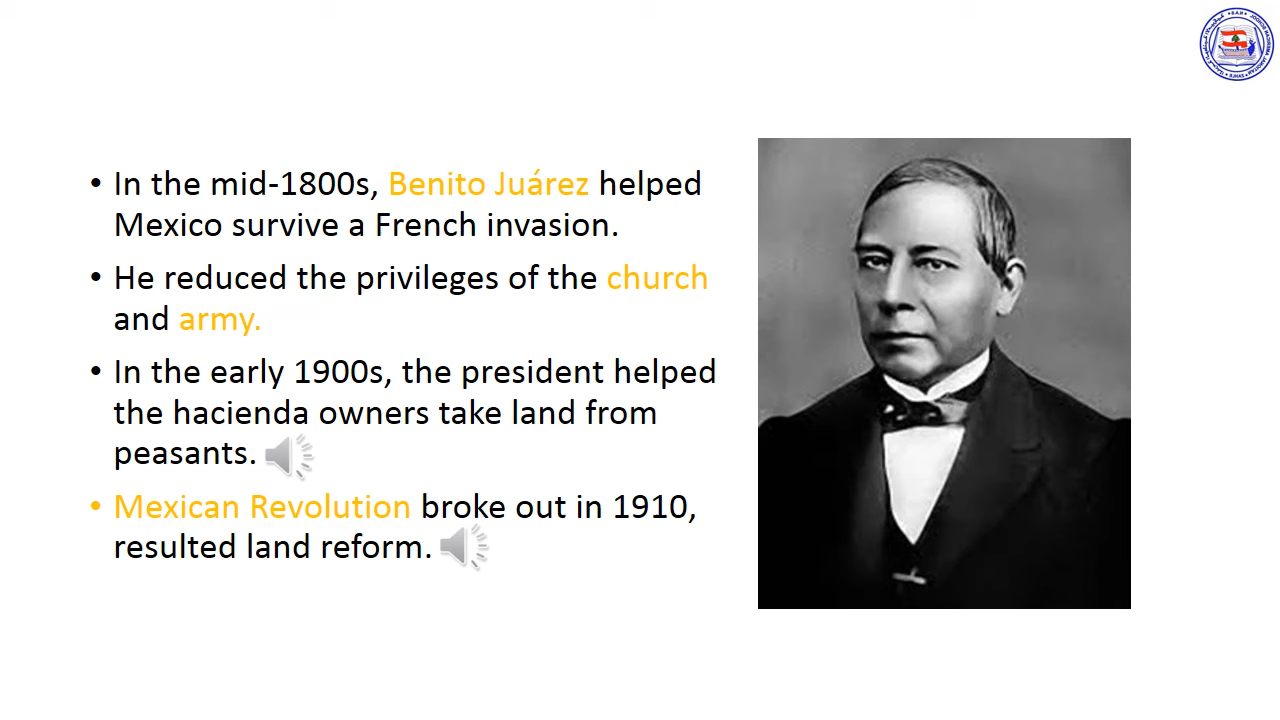 • In the mid-1800s, Benito Juárez helped
Mexico survive a French invasion.
• He reduced the privileges of the church
and army.
• In the early 1900s, the president helped
the hacienda owners take land from
peasants.
• Mexican Revolution broke out in 1910,
resulted land reform.